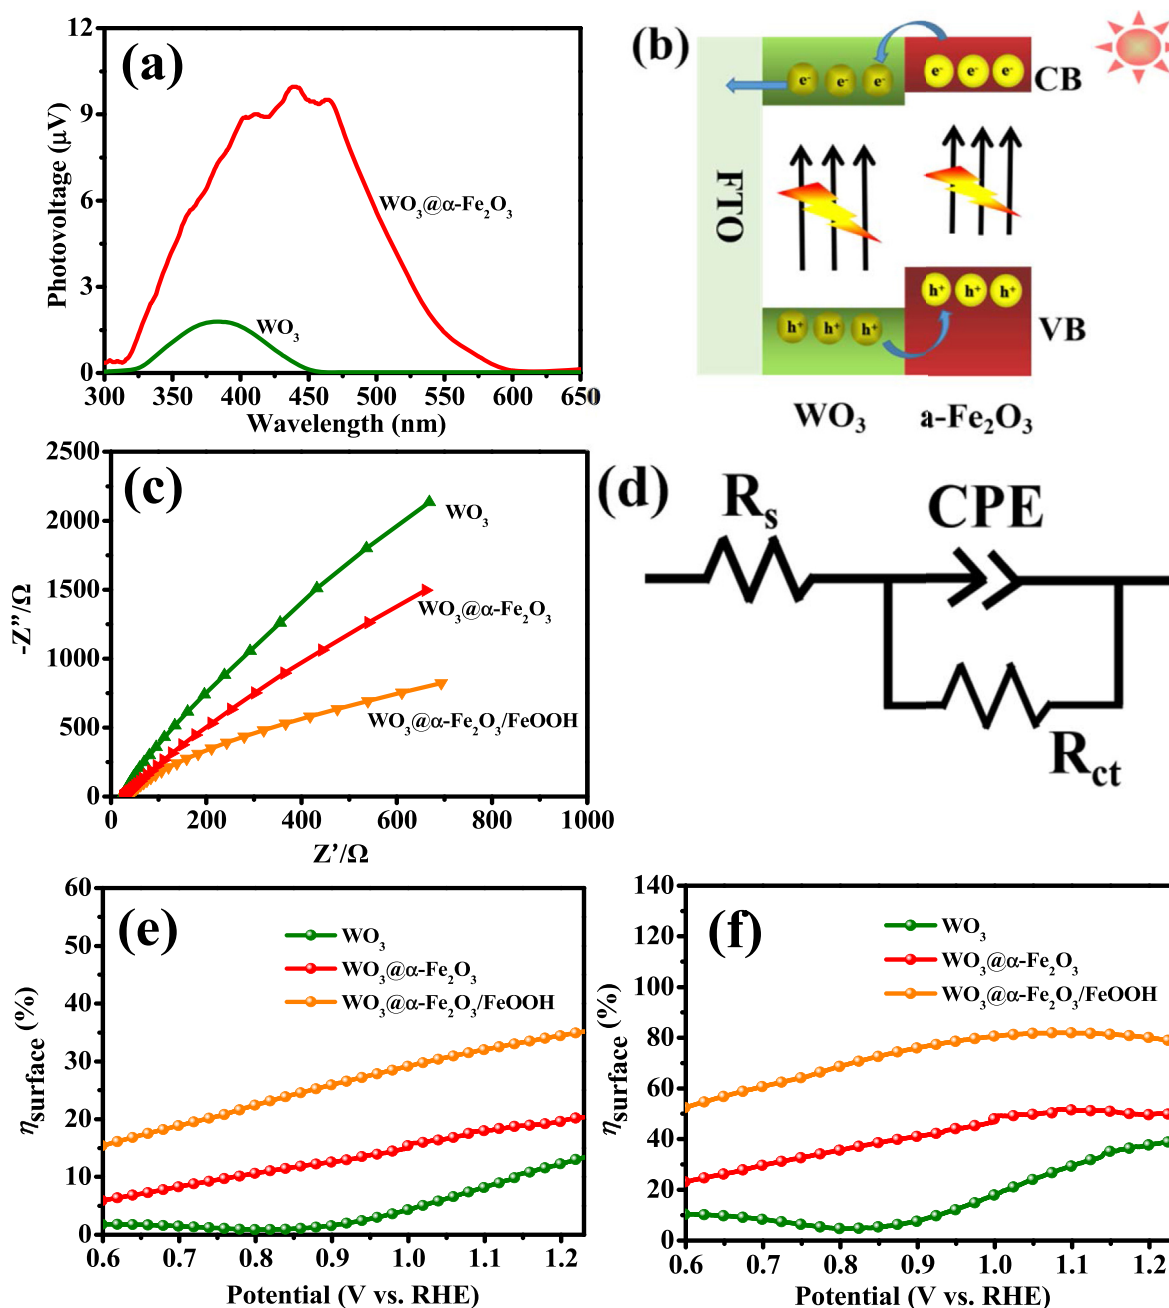 (a)
12
9
6
3
0
Photovoltage (μV)
WO3@α-Fe2O3
WO3
300 350 400 450 500 550 600 650
Wavelength (nm)
(b)
e- e- e- e- e- e- CB
FTO
h+ h+ h+ h+ h+ h+ VB
WO3 a-Fe2O3
(c)
2500
2000
1500
1000
500
0
-Z''/Ω
WO3
WO3@α-Fe2O3
WO3@α-Fe2O3/FeOOH
0 200 400 600 800 1000
Z'/Ω
(d)
Rs CPE
Rct
(e)
60
50
40
30
20
10
0
ηsurface (%)
WO3
WO3@α-Fe2O3
WO3@α-Fe2O3/FeOOH
0.6 0.7 0.8 0.9 1.0 1.1 1.2
Potential (V vs. RHE)
(f)
140
120
100
80
60
40
20
0
ηsurface (%)
WO3
WO3@α-Fe2O3
WO3@α-Fe2O3/FeOOH
0.6 0.7 0.8 0.9 1.0 1.1 1.2
Potential (V vs. RHE)